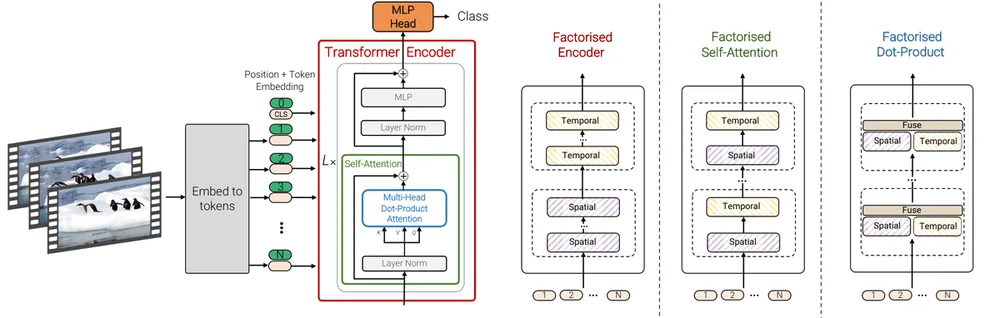 MLP
Head
Class
Transformer Encoder
Position + Token
Embedding
0
CLS
1
2
3
N
Embed to
tokens
L×
MLP
Layer Norm
Self-Attention
Multi-Head
Dot-Product
Attention
K
V
Q
Layer Norm
Factorised
Encoder
Temporal
...
Temporal
Spatial
...
Spatial
1
2
...
N
Factorised
Self-Attention
Temporal
Spatial
...
Temporal
Spatial
1
2
...
N
Factorised
Dot-Product
Fuse
Spatial
Temporal
...
Fuse
Spatial
Temporal
1
2
...
N